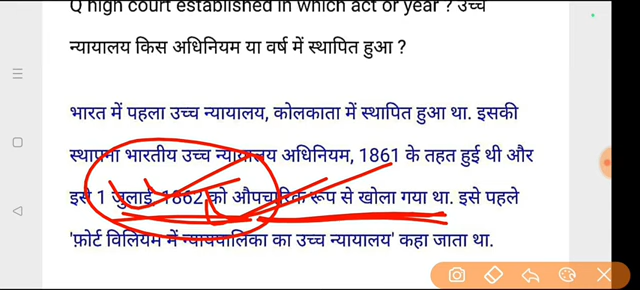 Q high court established in which act or year ? उच्च
न्यायालय किस अधिनियम या वर्ष में स्थापित हुआ ?
भारत में पहला उच्च न्यायालय, कोलकाता में स्थापित हुआ था. इसकी
स्थापना भारतीय उच्च न्यायालय अधिनियम, 1861 के तहत हुई थी और
इसे 1 जुलाई, 1862 को औपचारिक रूप से खोला गया था. इसे पहले
'फ़ोर्ट विलियम में न्यायपालिका का उच्च न्यायालय' कहा जाता था.